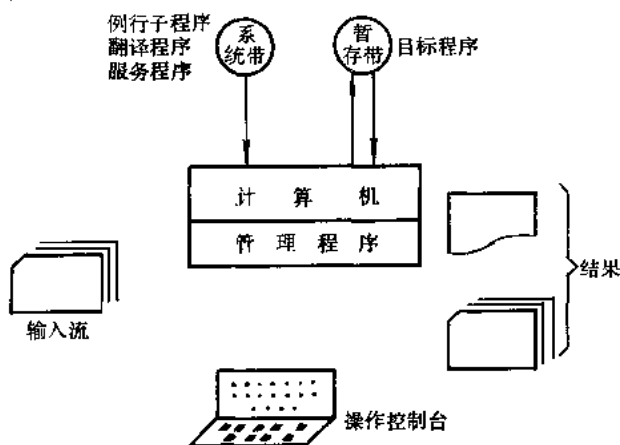 例行子程序
翻译程序
服务程序
系
统带
暂
存带
目标程序
计算机
管理程序
输入流
结果
操作控制台